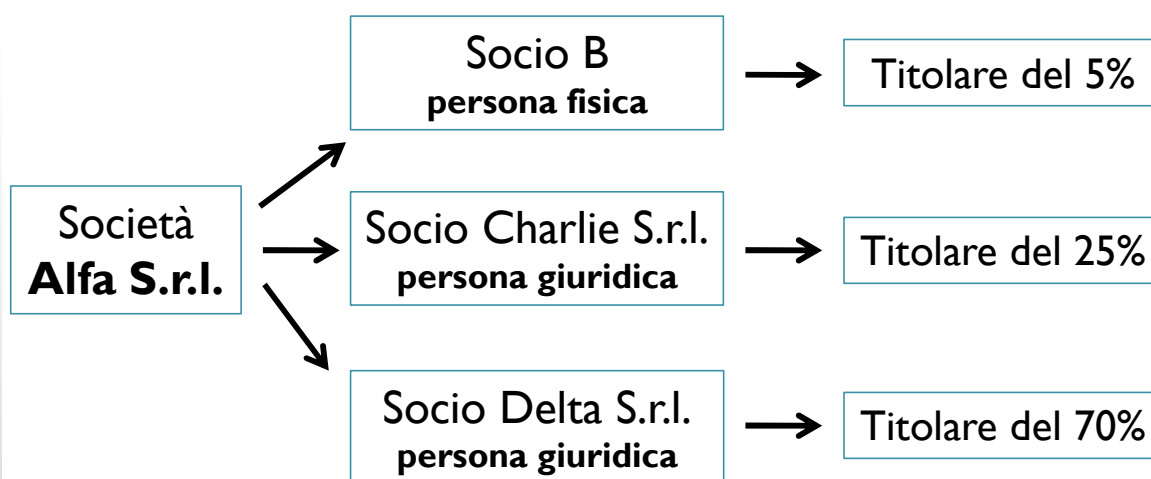 Socio B
persona fisica
Titolare del 5%
Società
Alfa S.r.l.
Socio Charlie S.r.l.
persona giuridica
Titolare del 25%
Socio Delta S.r.l.
persona giuridica
Titolare del 70%